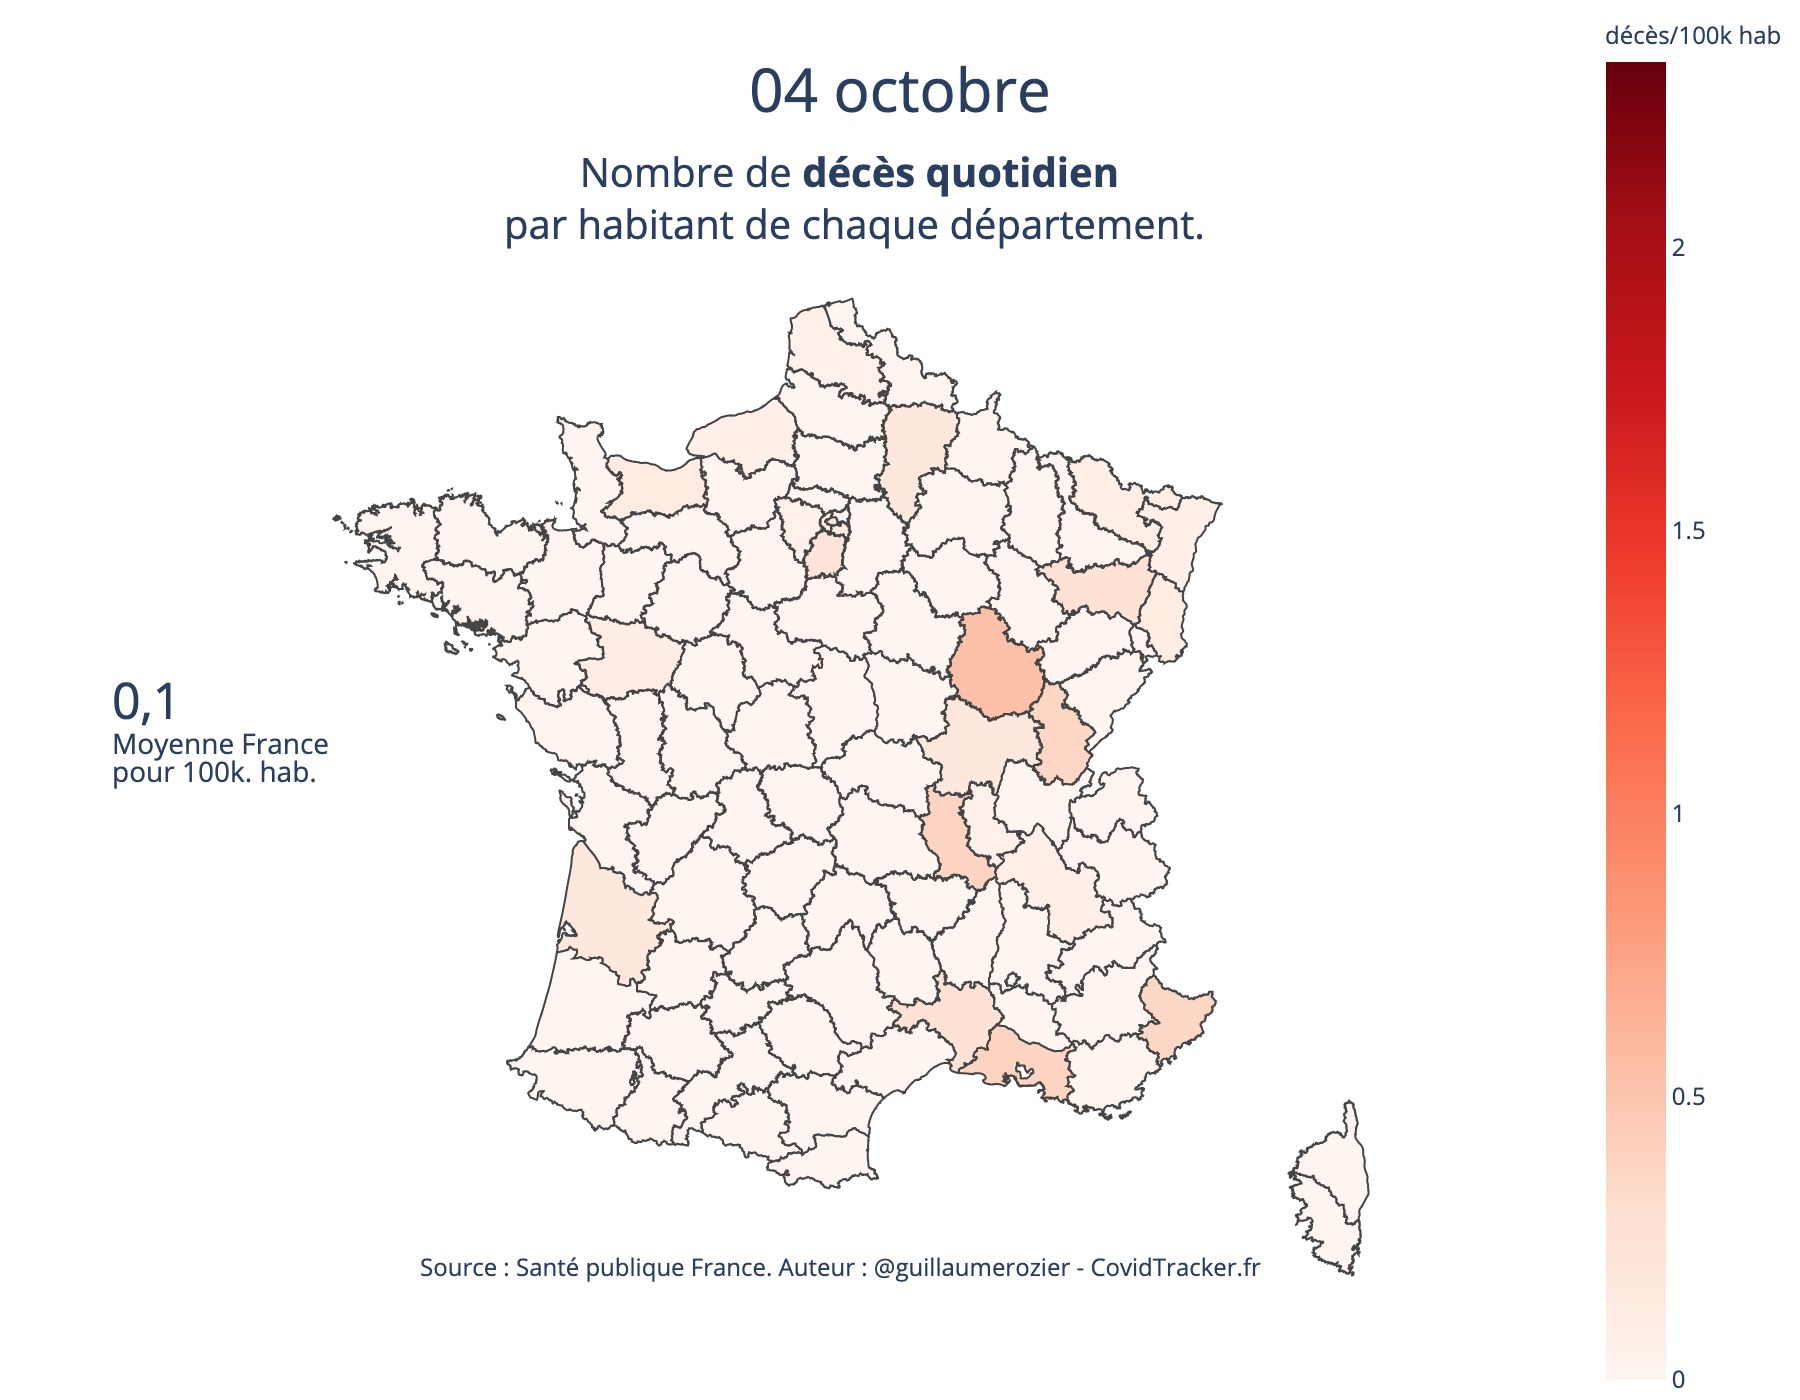 décès/100k hab
04 octobre
Nombre de décès quotidien
par habitant de chaque département.
2
1.5
0,1
Moyenne France
pour 100k. hab.
1
0.5
Source : Santé publique France. Auteur : @guillaumerozier - CovidTracker.fr
0